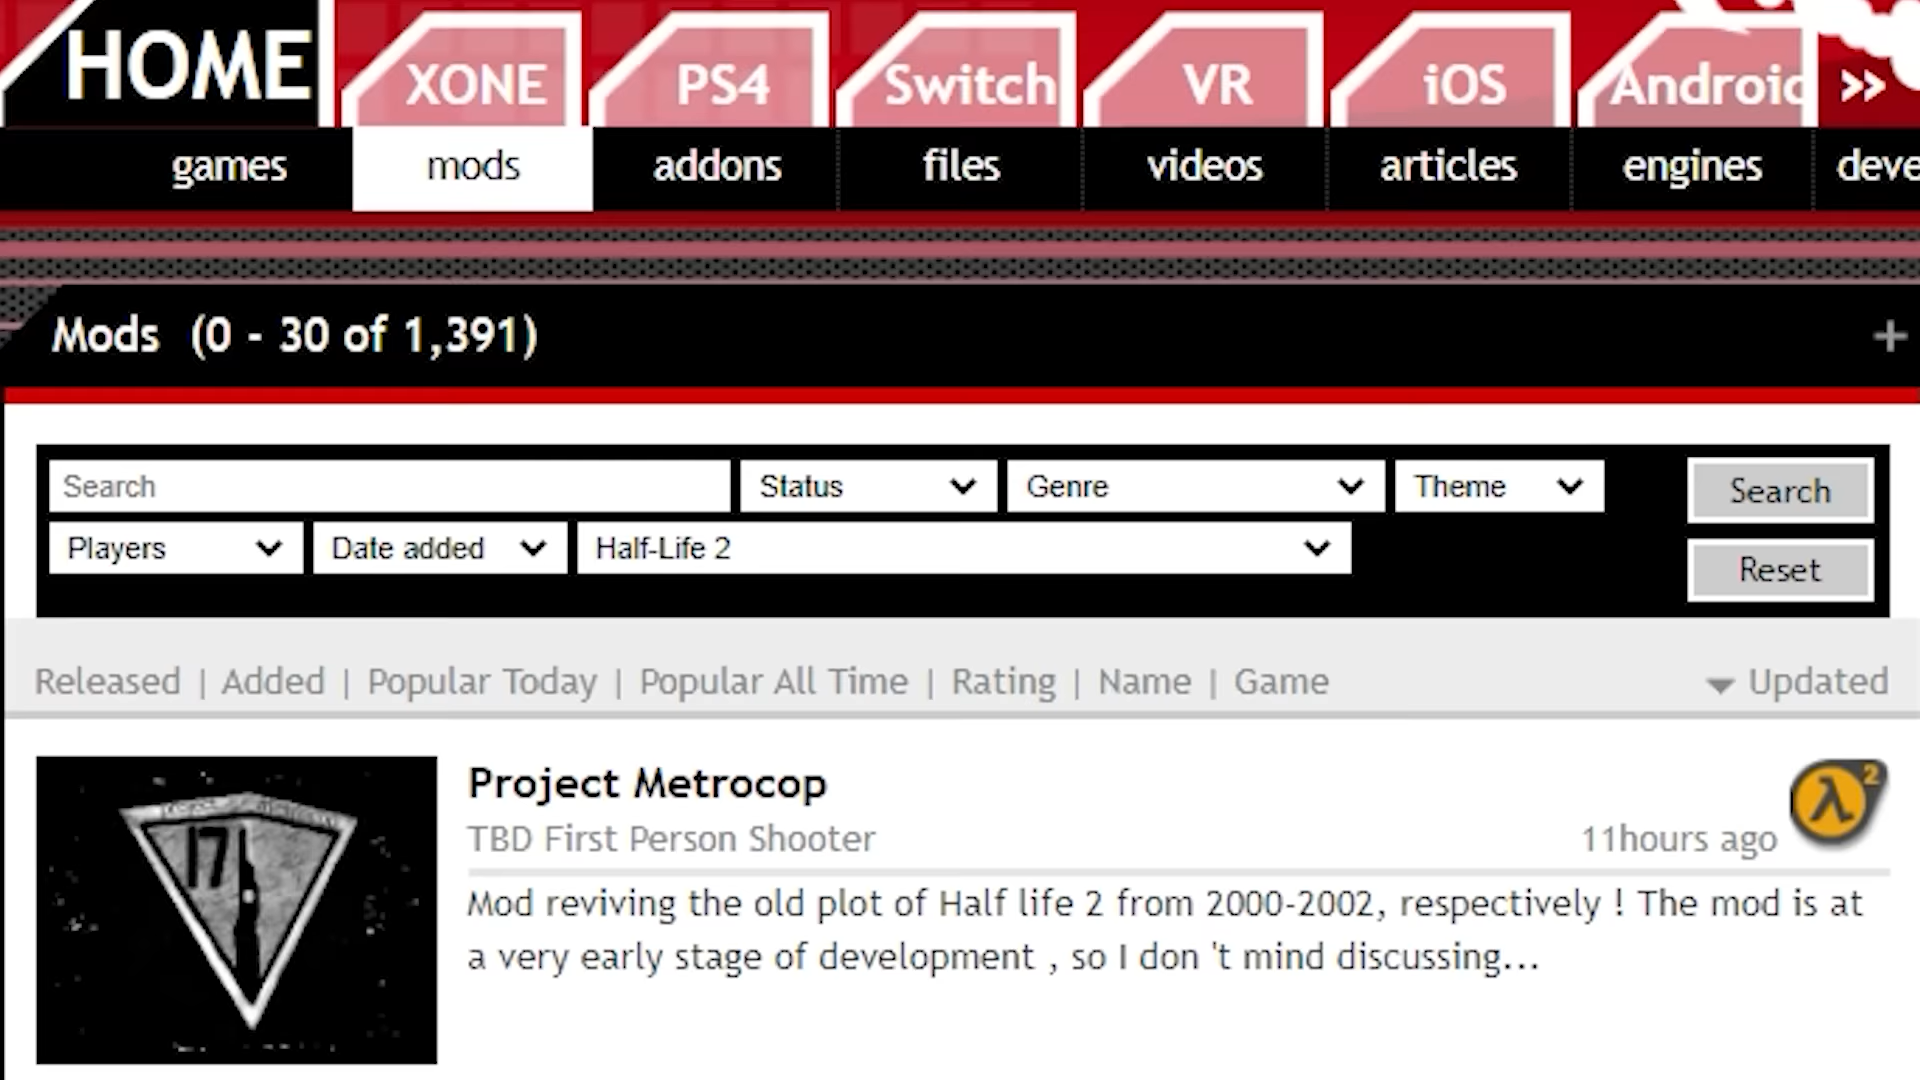 HOME XONE PS4 Switch VR iOS Android >>
games mods addons files videos articles engines deve
Mods (0 - 30 of 1,391) +
Search Status Genre Theme Search
Players Date added Half-Life 2 Reset
Released | Added | Popular Today | Popular All Time | Rating | Name | Game Updated
Project Metrocop
TBD First Person Shooter 11hours ago
Mod reviving the old plot of Half life 2 from 2000-2002, respectively ! The mod is at
a very early stage of development , so I don 't mind discussing...
17
λ2